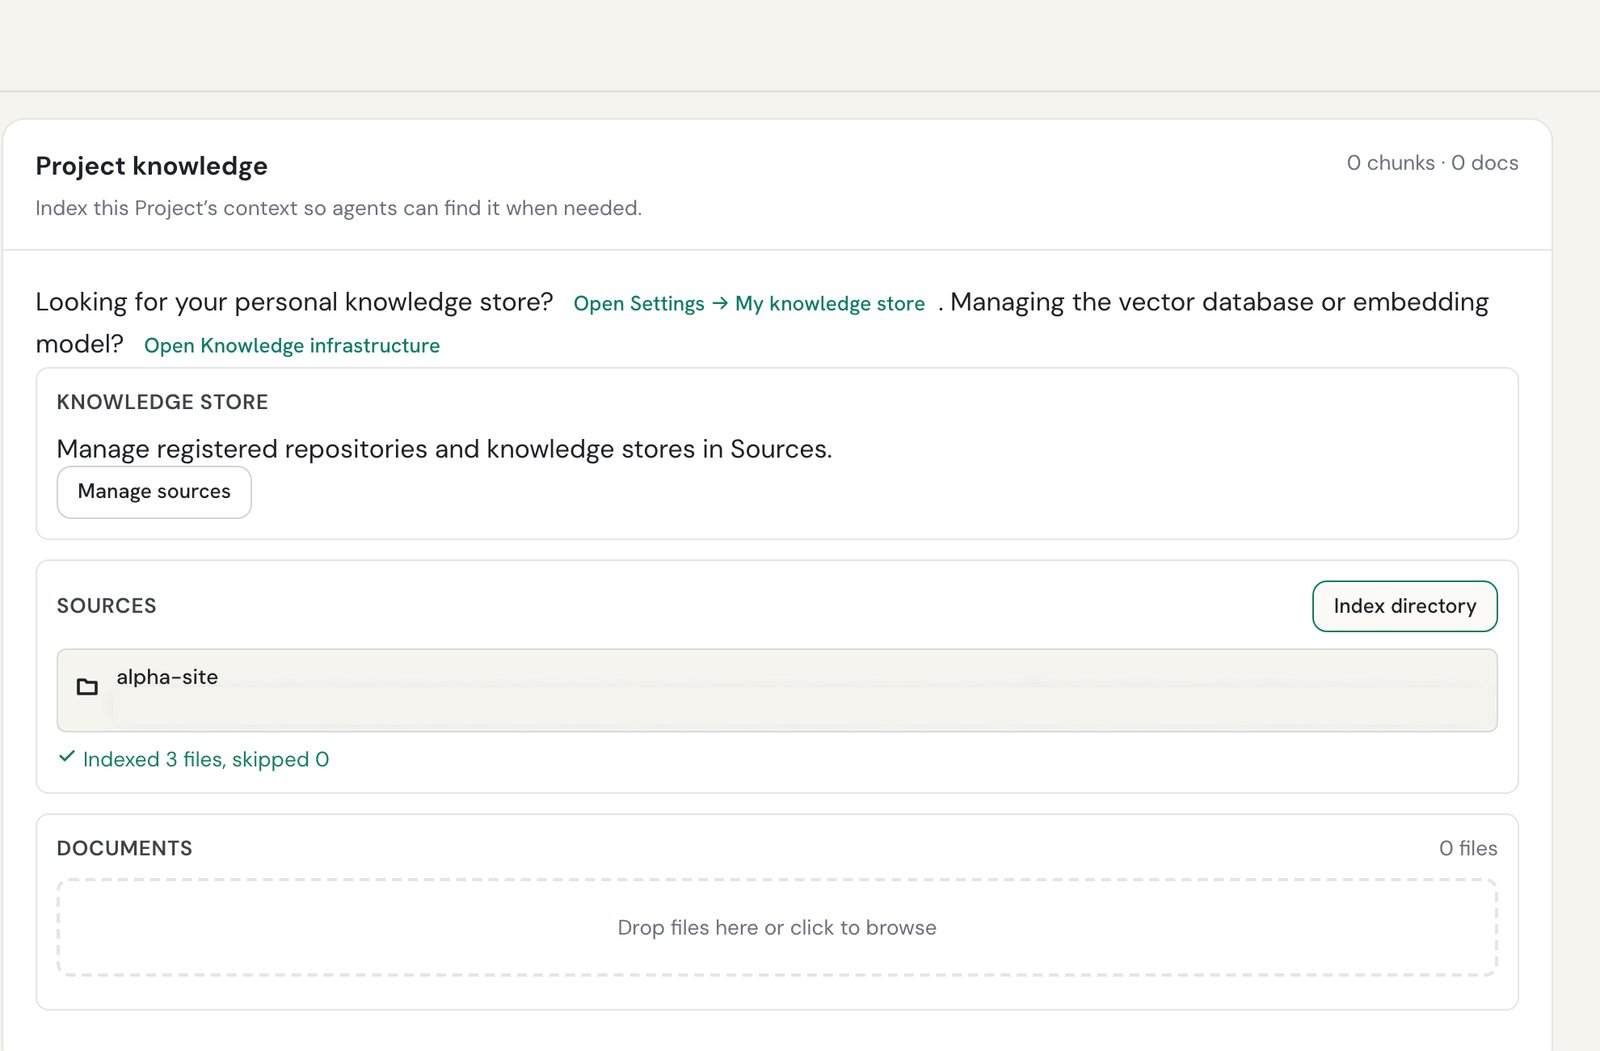 Project knowledge
0 chunks · 0 docs
Index this Project’s context so agents can find it when needed.
Looking for your personal knowledge store? Open Settings → My knowledge store . Managing the vector database or embedding
model? Open Knowledge infrastructure
KNOWLEDGE STORE
Manage registered repositories and knowledge stores in Sources.
Manage sources
SOURCES
Index directory
alpha-site
✓ Indexed 3 files, skipped 0
DOCUMENTS
0 files
Drop files here or click to browse